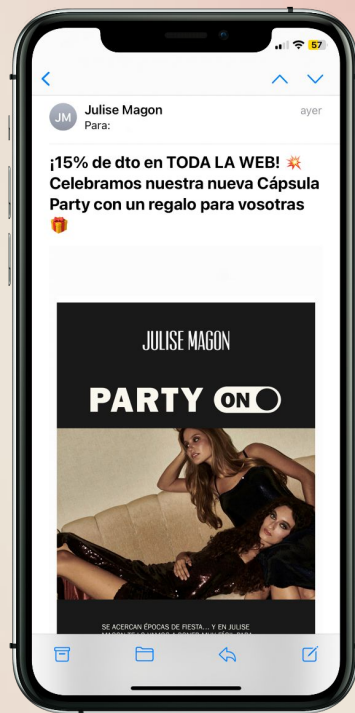 57
JM
Julise Magon
ayer
Para:
¡15% de dto en TODA LA WEB! 💥
Celebramos nuestra nueva Cápsula
Party con un regalo para vosotras
🎁
JULISE MAGON
PARTY ON
SE ACERCAN ÉPOCAS DE FIESTA... Y EN JULISE